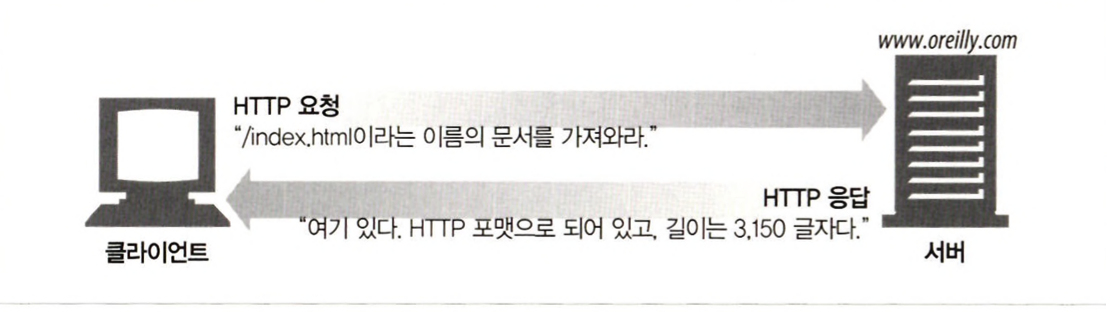 www.oreilly.com
HTTP 요청
“/index.html이라는 이름의 문서를 가져와라.”
HTTP 응답
“여기 있다. HTTP 포맷으로 되어 있고, 길이는 3,150 글자다.”
클라이언트
서버